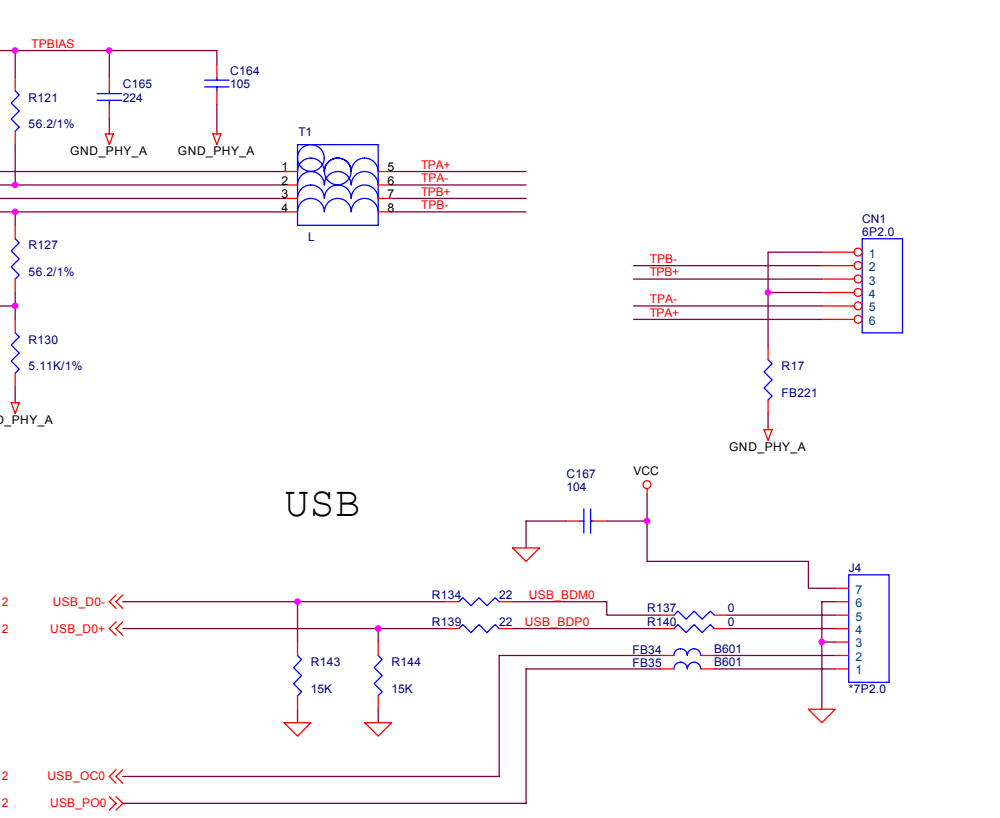 TPBIAS
C164
105
C165
224
R121
56.2/1%
GND_PHY_A
GND_PHY_A
T1
1
2
3
4
5
6
7
8
TPA+
TPA-
TPB+
TPB-
L
R127
56.2/1%
R130
5.11K/1%
D_PHY_A
CN1
6P2.0
TPB-
TPB+
TPA-
TPA+
1
2
3
4
5
6
R17
FB221
GND_PHY_A
USB
C167
104
VCC
J4
7
6
5
4
3
2
1
*7P2.0
2
USB_D0-
R134
22
USB_BDM0
R137
0
2
USB_D0+
R139
22
USB_BDP0
R140
0
FB34
B601
FB35
B601
R143
15K
R144
15K
2
USB_OC0
2
USB_PO0